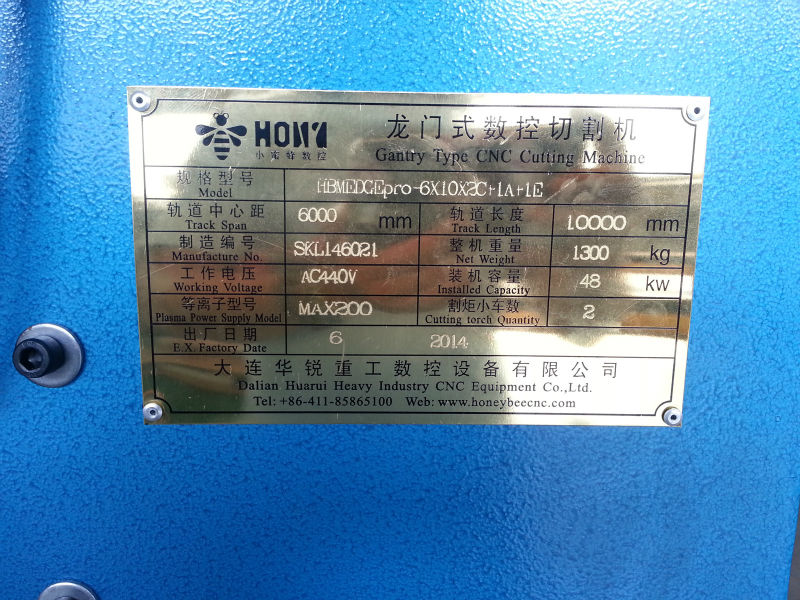 HONY 龙门式数控切割机
小蜜蜂数控 Gantry Type CNC Cutting Machine
规格型号 HBMEDGEpro-6X10X2C+1A+1E
Model
轨道中心距 6000 mm 轨道长度 10000 mm
Track Span Track Length
制造编号 SKL146021 整机重量 1300 kg
Manufacture No. Net Weight
工作电压 AC440V 装机容量 48 kw
Working Voltage Installed Capacity
等离子型号 MAX200 割炬小车数 2
Plasma Power Supply Model Cutting torch Quantity
出厂日期 6 2014
E.X. Factory Date
大连华锐重工数控设备有限公司
Dalian Huarui Heavy Industry CNC Equipment Co.,Ltd.
Tel: +86-411-85865100 Web: www.honeybeecnc.com